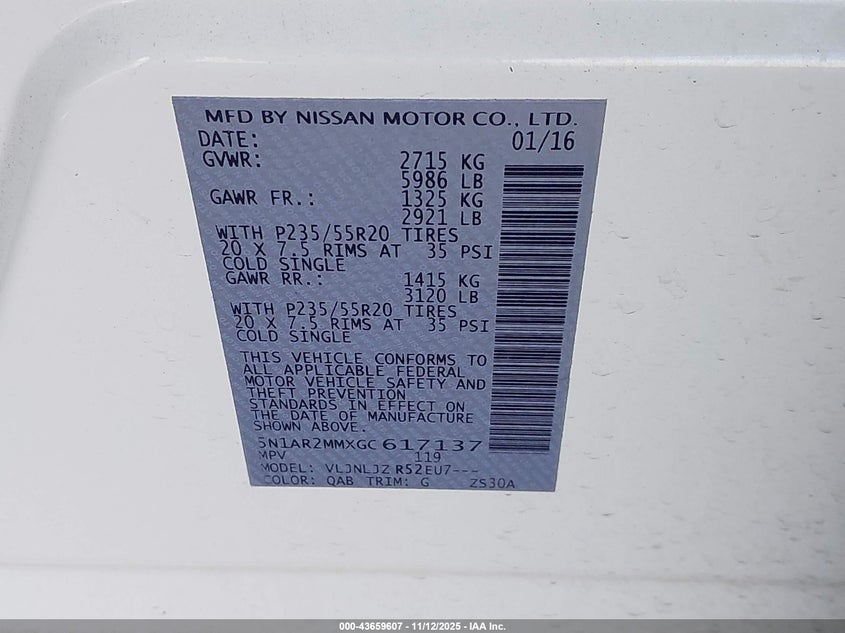 MFD BY NISSAN MOTOR CO., LTD.
DATE: 01/16
GVWR: 2715 KG
5986 LB
GAWR FR.: 1325 KG
2921 LB
WITH P235/55R20 TIRES
20 X 7.5 RIMS AT 35 PSI
COLD SINGLE
GAWR RR.: 1415 KG
3120 LB
WITH P235/55R20 TIRES
20 X 7.5 RIMS AT 35 PSI
COLD SINGLE
THIS VEHICLE CONFORMS TO
ALL APPLICABLE FEDERAL
MOTOR VEHICLE SAFETY AND
THEFT PREVENTION
STANDARDS IN EFFECT ON
THE DATE OF MANUFACTURE
SHOWN ABOVE.
5N1AR2MMXGC617137
MPV 119
MODEL: VLJNLJZ R52EU7---
COLOR: QAB TRIM: G ZS30A
000-43659607 - 11/12/2025 - IAA Inc.